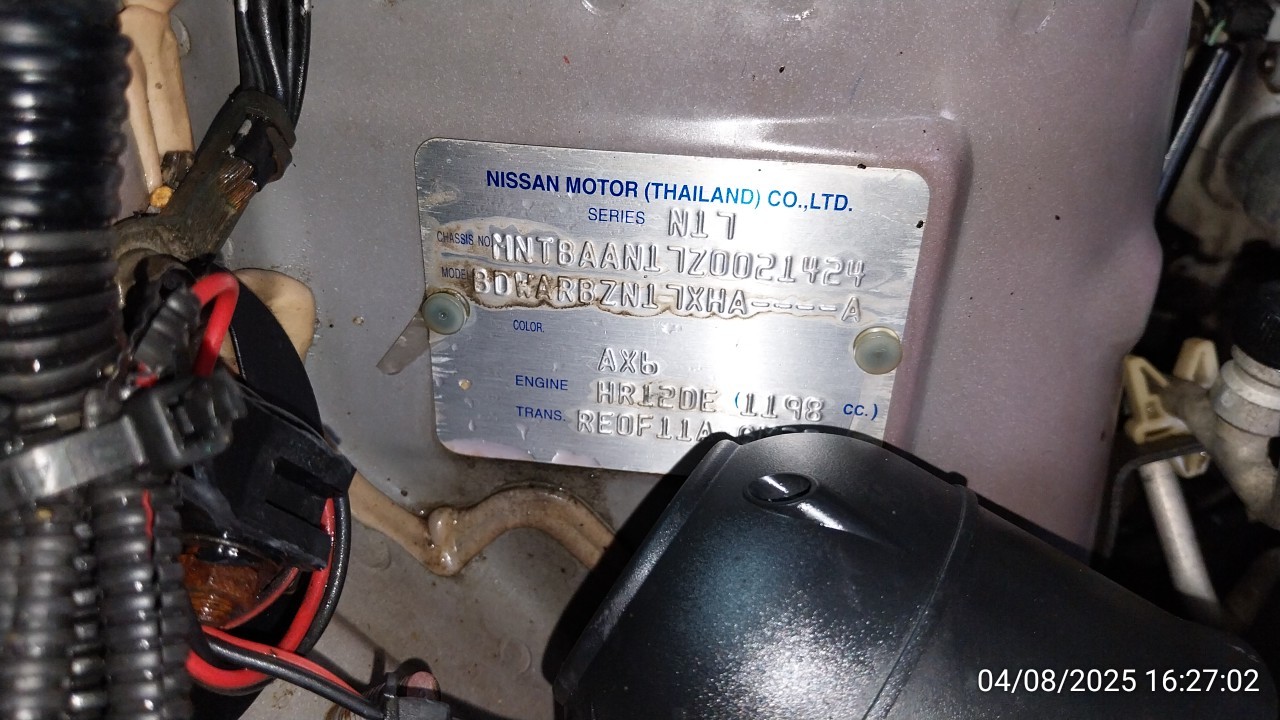 NISSAN MOTOR (THAILAND) CO.,LTD.
SERIES N17
CHASSIS NO. MNTBAAN17Z0021424
MODEL BDWARBZN17XHA-----A
COLOR.
AX6
ENGINE HR12DE (1198 CC.)
TRANS. RE0F11A
04/08/2025 16:27:02